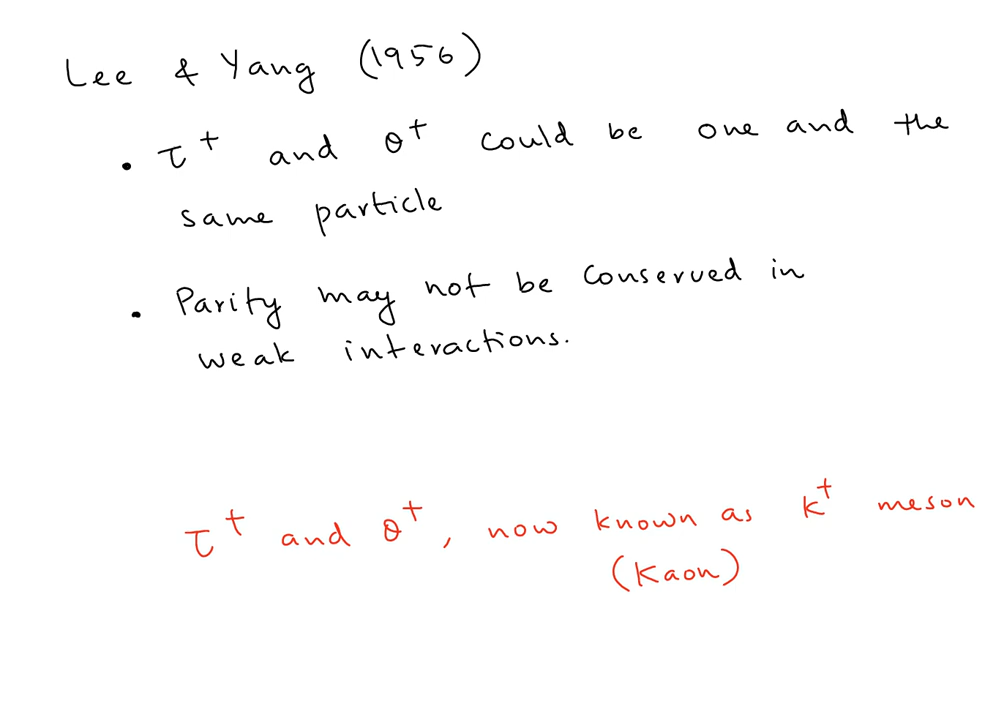 Lee & Yang (1956)
• τ⁺ and θ⁺ could be one and the
same particle
• Parity may not be conserved in
weak interactions.
τ⁺ and θ⁺, now known as K⁺ meson
(Kaon)